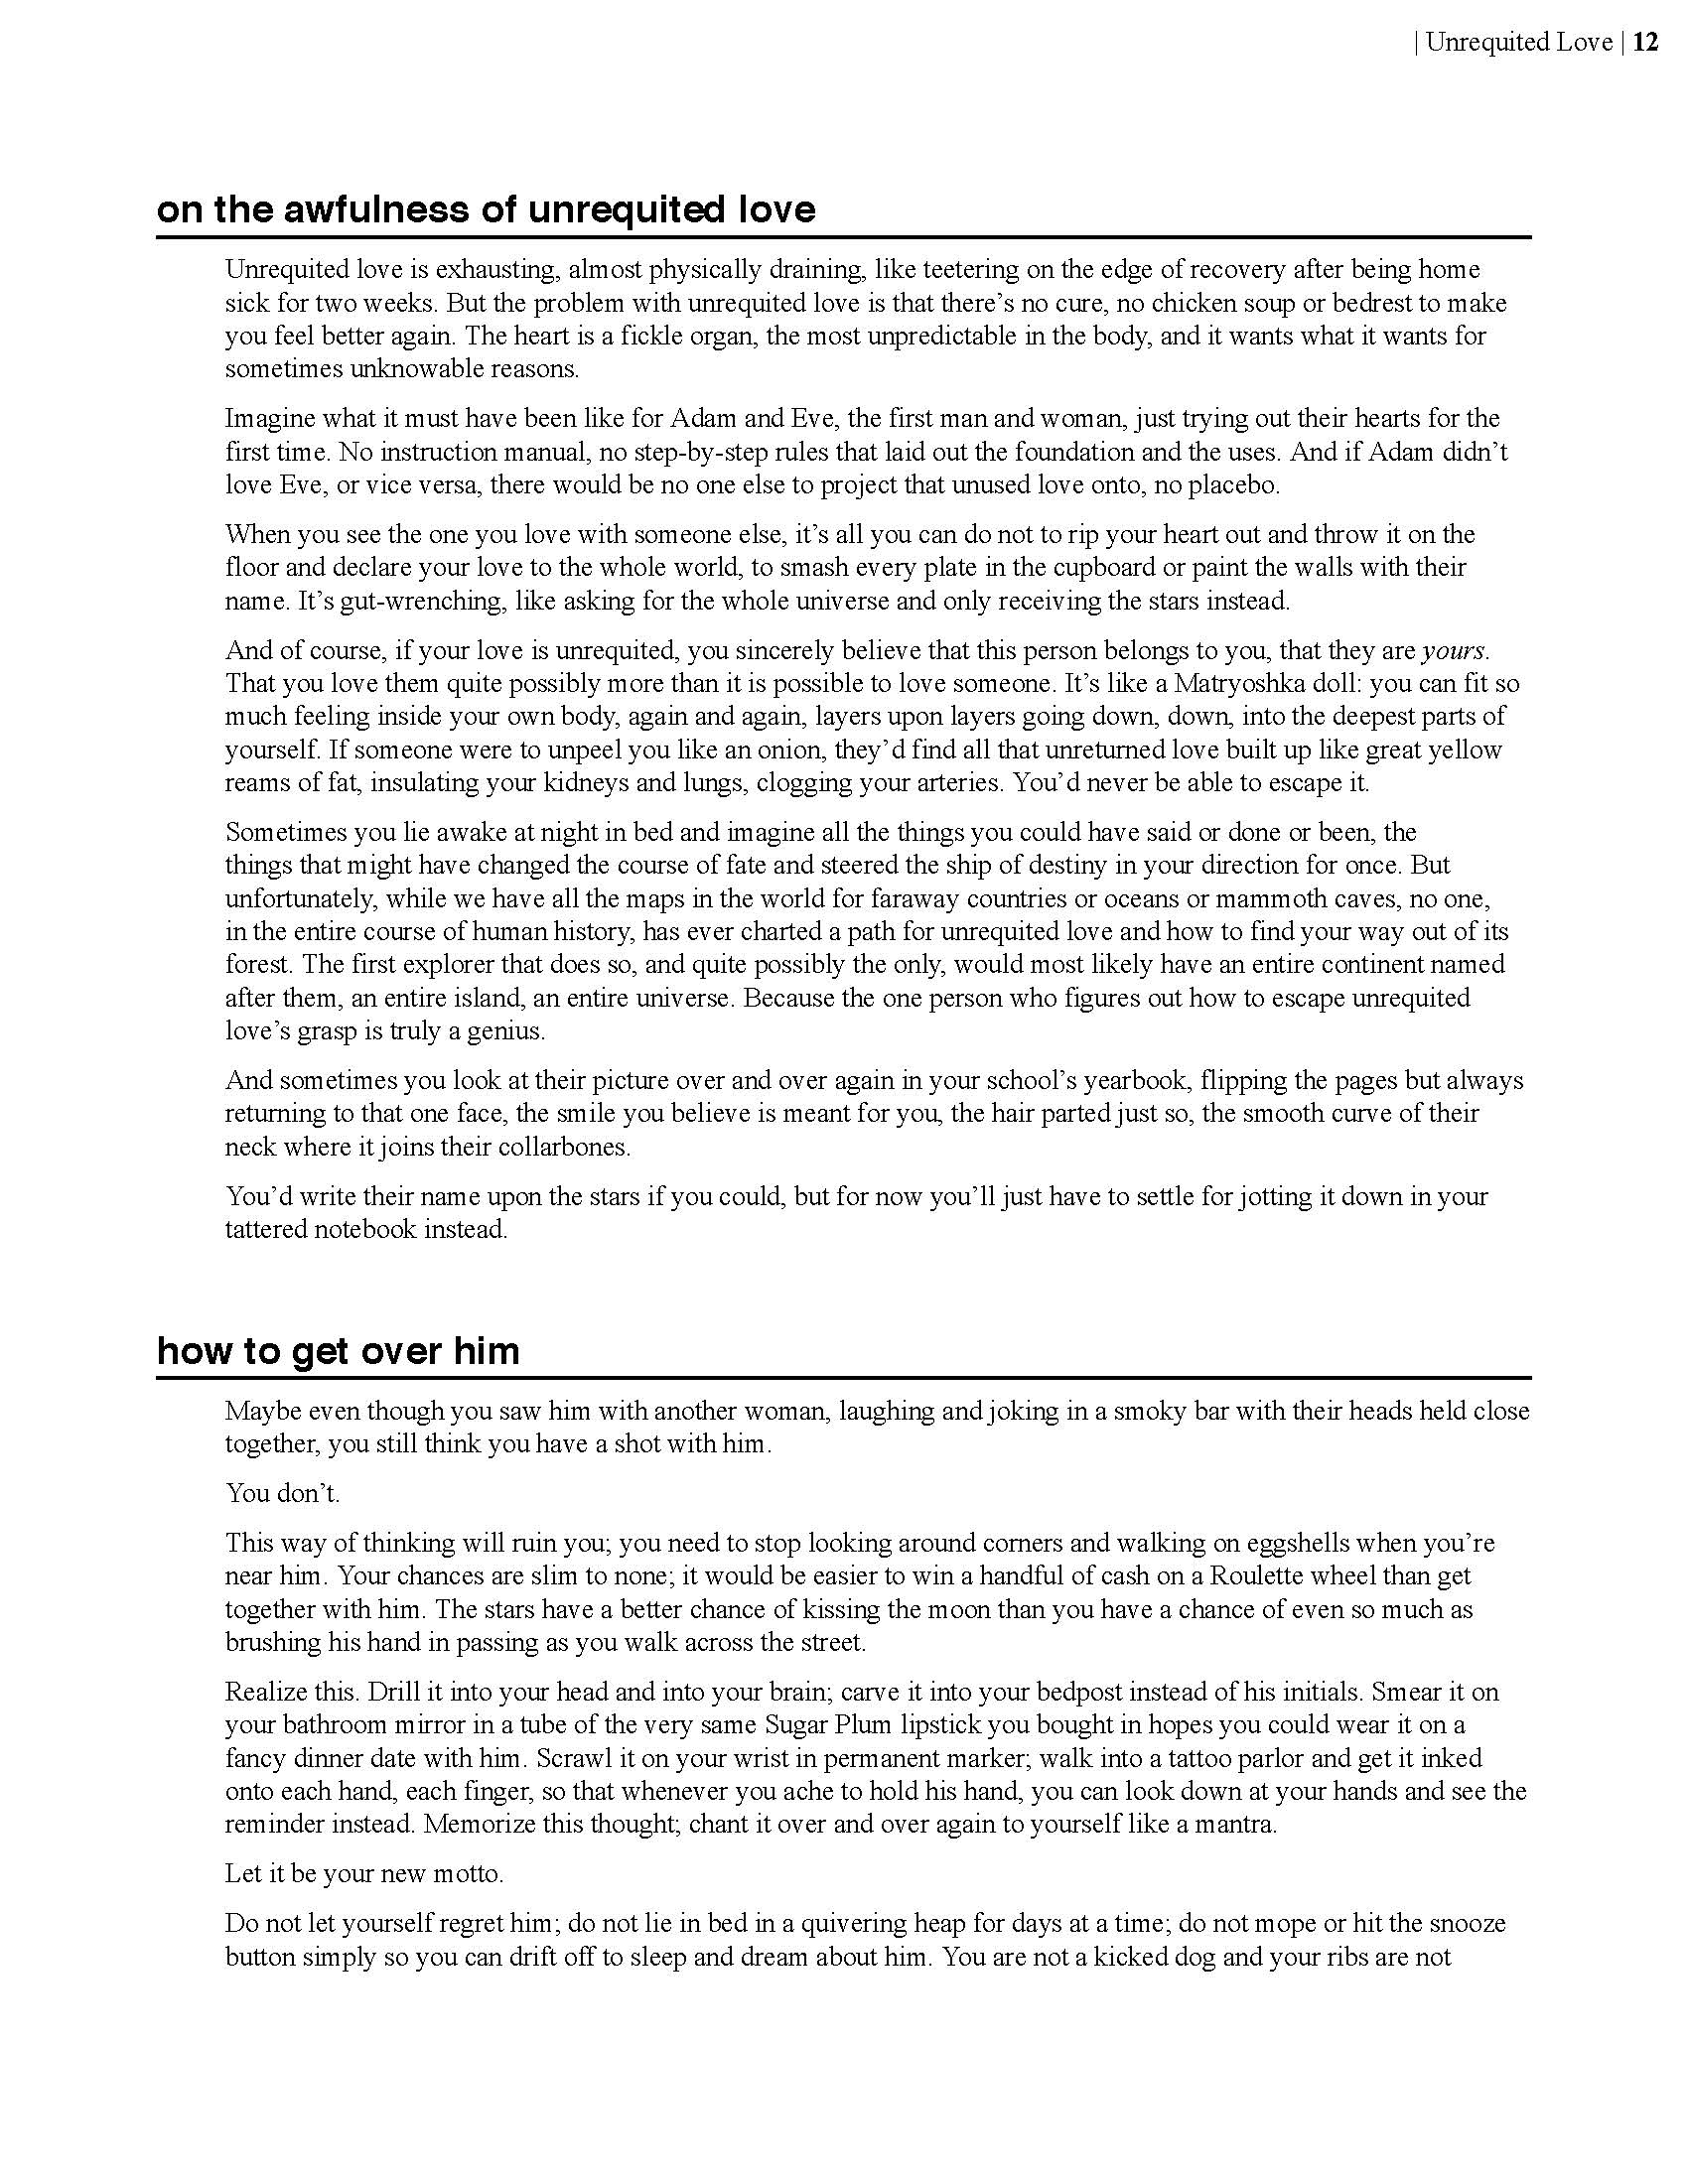 | Unrequited Love | 12
on the awfulness of unrequited love
Unrequited love is exhausting, almost physically draining, like teetering on the edge of recovery after being home
sick for two weeks. But the problem with unrequited love is that there’s no cure, no chicken soup or bedrest to make
you feel better again. The heart is a fickle organ, the most unpredictable in the body, and it wants what it wants for
sometimes unknowable reasons.
Imagine what it must have been like for Adam and Eve, the first man and woman, just trying out their hearts for the
first time. No instruction manual, no step-by-step rules that laid out the foundation and the uses. And if Adam didn’t
love Eve, or vice versa, there would be no one else to project that unused love onto, no placebo.
When you see the one you love with someone else, it’s all you can do not to rip your heart out and throw it on the
floor and declare your love to the whole world, to smash every plate in the cupboard or paint the walls with their
name. It’s gut-wrenching, like asking for the whole universe and only receiving the stars instead.
And of course, if your love is unrequited, you sincerely believe that this person belongs to you, that they are yours.
That you love them quite possibly more than it is possible to love someone. It’s like a Matryoshka doll: you can fit so
much feeling inside your own body, again and again, layers upon layers going down, down, into the deepest parts of
yourself. If someone were to unpeel you like an onion, they’d find all that unreturned love built up like great yellow
reams of fat, insulating your kidneys and lungs, clogging your arteries. You’d never be able to escape it.
Sometimes you lie awake at night in bed and imagine all the things you could have said or done or been, the
things that might have changed the course of fate and steered the ship of destiny in your direction for once. But
unfortunately, while we have all the maps in the world for faraway countries or oceans or mammoth caves, no one,
in the entire course of human history, has ever charted a path for unrequited love and how to find your way out of its
forest. The first explorer that does so, and quite possibly the only, would most likely have an entire continent named
after them, an entire island, an entire universe. Because the one person who figures out how to escape unrequited
love’s grasp is truly a genius.
And sometimes you look at their picture over and over again in your school’s yearbook, flipping the pages but always
returning to that one face, the smile you believe is meant for you, the hair parted just so, the smooth curve of their
neck where it joins their collarbones.
You’d write their name upon the stars if you could, but for now you’ll just have to settle for jotting it down in your
tattered notebook instead.
how to get over him
Maybe even though you saw him with another woman, laughing and joking in a smoky bar with their heads held close
together, you still think you have a shot with him.
You don’t.
This way of thinking will ruin you; you need to stop looking around corners and walking on eggshells when you’re
near him. Your chances are slim to none; it would be easier to win a handful of cash on a Roulette wheel than get
together with him. The stars have a better chance of kissing the moon than you have a chance of even so much as
brushing his hand in passing as you walk across the street.
Realize this. Drill it into your head and into your brain; carve it into your bedpost instead of his initials. Smear it on
your bathroom mirror in a tube of the very same Sugar Plum lipstick you bought in hopes you could wear it on a
fancy dinner date with him. Scrawl it on your wrist in permanent marker; walk into a tattoo parlor and get it inked
onto each hand, each finger, so that whenever you ache to hold his hand, you can look down at your hands and see the
reminder instead. Memorize this thought; chant it over and over again to yourself like a mantra.
Let it be your new motto.
Do not let yourself regret him; do not lie in bed in a quivering heap for days at a time; do not mope or hit the snooze
button simply so you can drift off to sleep and dream about him. You are not a kicked dog and your ribs are not